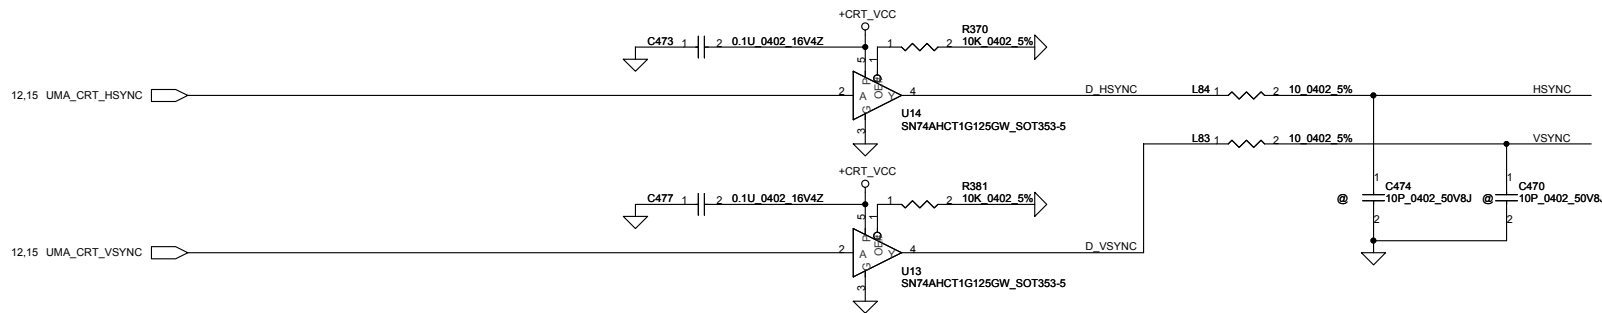 +CRT_VCC
R370
C473 1 2 0.1U_0402_16V4Z
1 2 10K_0402_5%
5 1
P OE#
12,15 UMA_CRT_HSYNC
2 A Y 4
D_HSYNC
L84 1 2 10_0402_5%
HSYNC
G
3
U14
SN74AHCT1G125GW_SOT353-5
L83 1 2 10_0402_5%
VSYNC
+CRT_VCC
R381
C477 1 2 0.1U_0402_16V4Z
1 2 10K_0402_5%
5 1
P OE#
1
C474
@ 10P_0402_50V8J
2
1
C470
@ 10P_0402_50V8J
2
12,15 UMA_CRT_VSYNC
2 A Y 4
D_VSYNC
G
3
U13
SN74AHCT1G125GW_SOT353-5